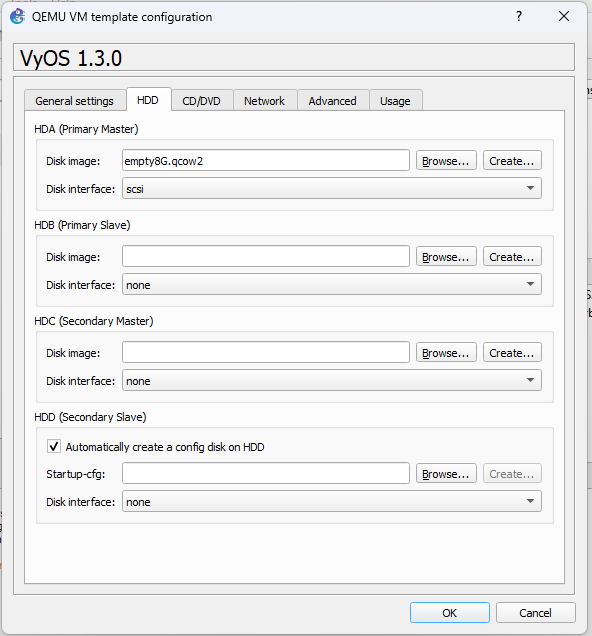 QEMU VM template configuration ?
VyOS 1.3.0
General settings HDD CD/DVD Network Advanced Usage
HDA (Primary Master)
Disk image: empty8G.qcow2 Browse... Create...
Disk interface: scsi
HDB (Primary Slave)
Disk image: Browse... Create...
Disk interface: none
HDC (Secondary Master)
Disk image: Browse... Create...
Disk interface: none
HDD (Secondary Slave)
Automatically create a config disk on HDD
Startup-cfg: Browse... Create...
Disk interface: none
OK Cancel